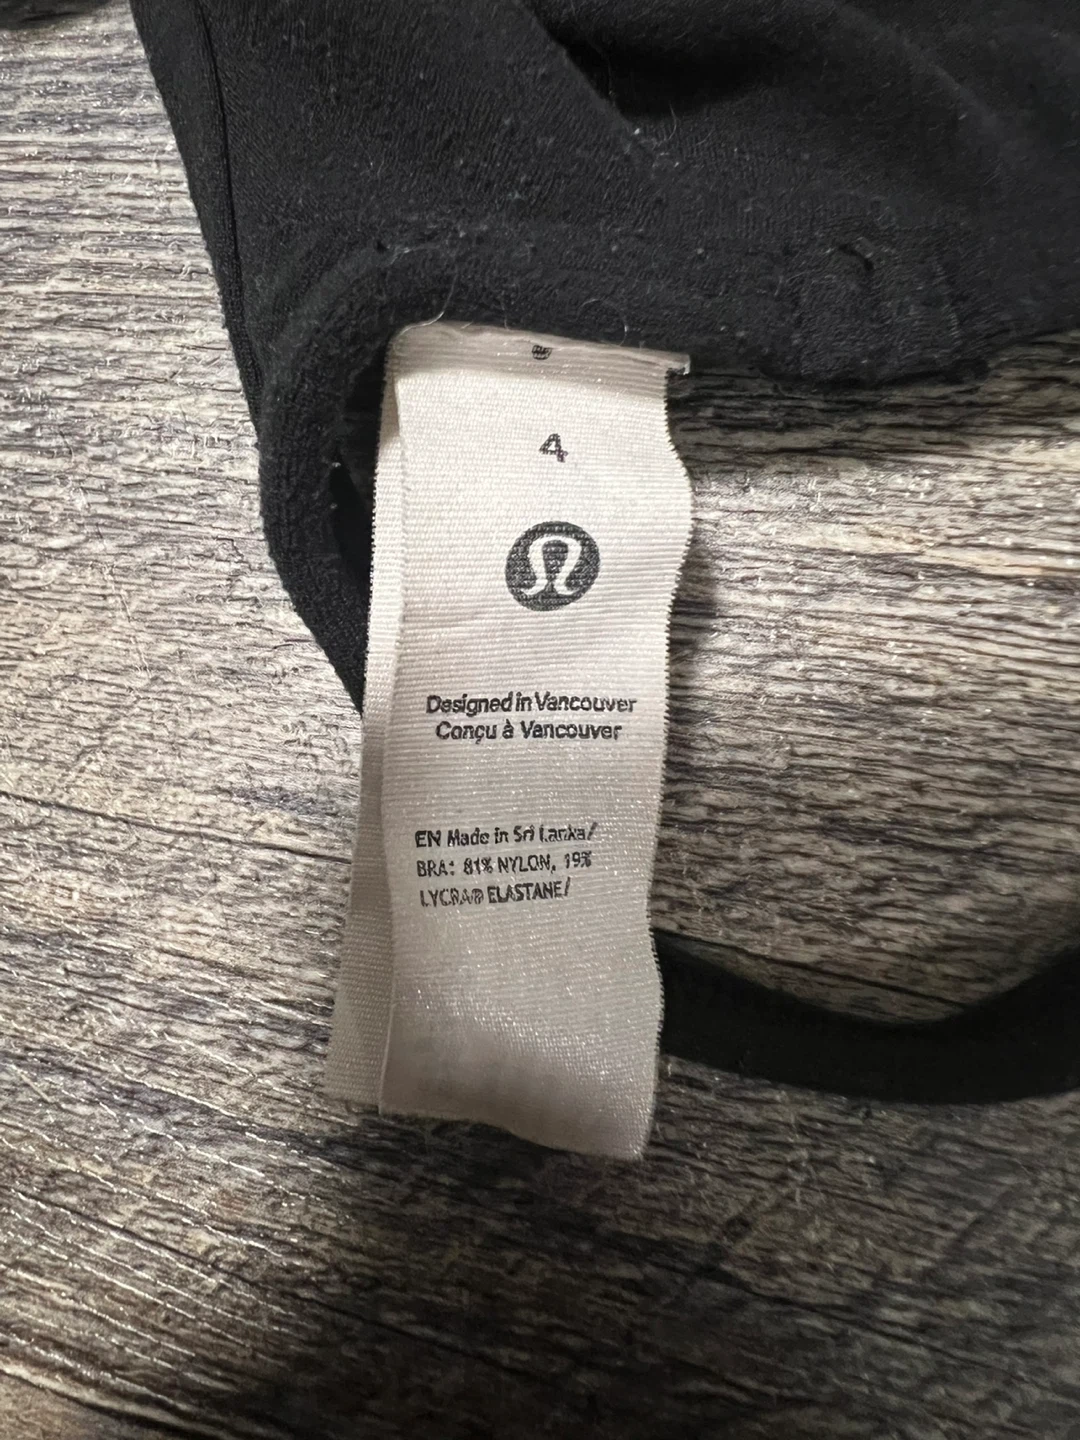 4
Designed in Vancouver
Conçu à Vancouver
EN Made in Sri Lanka/
BRA: 81% NYLON, 19%
LYCRA® ELASTANE/